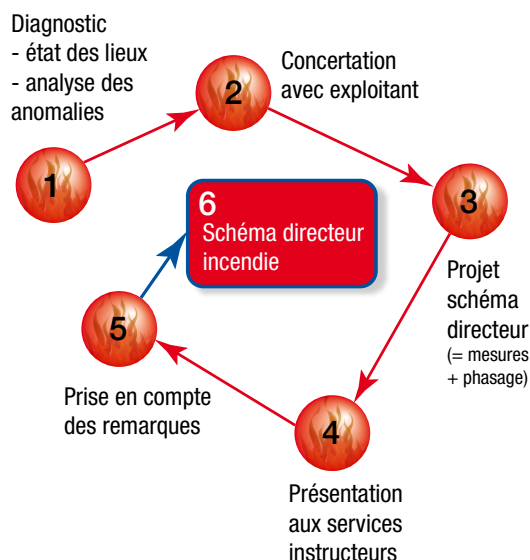 Diagnostic
- état des lieux
- analyse des
anomalies
1
2
Concertation
avec exploitant
3
Projet
schéma
directeur
(= mesures
+ phasage)
4
Présentation
aux services
instructeurs
5
Prise en compte
des remarques
6
Schéma directeur
incendie